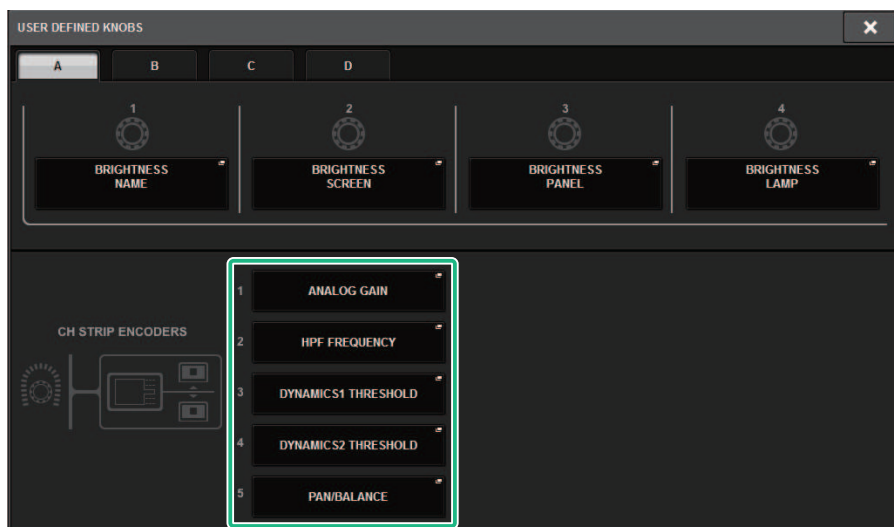 USER DEFINED KNOBS
A
B
C
D
1
2
3
4
BRIGHTNESS
NAME
BRIGHTNESS
SCREEN
BRIGHTNESS
PANEL
BRIGHTNESS
LAMP
CH STRIP ENCODERS
1 ANALOG GAIN
2 HPF FREQUENCY
3 DYNAMICS1 THRESHOLD
4 DYNAMICS2 THRESHOLD
5 PAN/BALANCE